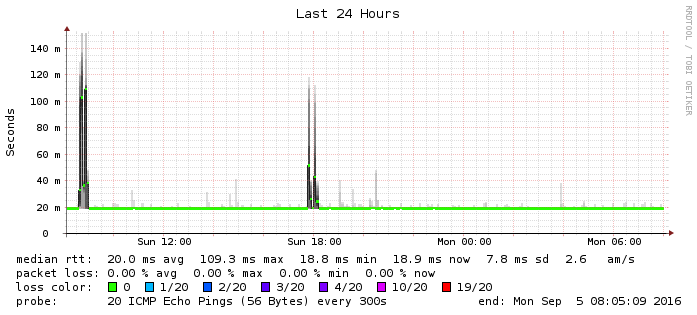 Last 24 Hours
RRDTOOL / TOBI OETIKER
Seconds
140 m
120 m
100 m
80 m
60 m
40 m
20 m
0
Sun 12:00 Sun 18:00 Mon 00:00 Mon 06:00
median rtt: 20.0 ms avg 109.3 ms max 18.8 ms min 18.9 ms now 7.8 ms sd 2.6 am/s
packet loss: 0.00 % avg 0.00 % max 0.00 % min 0.00 % now
loss color: 0 1/20 2/20 3/20 4/20 10/20 19/20
probe: 20 ICMP Echo Pings (56 Bytes) every 300s end: Mon Sep 5 08:05:09 2016